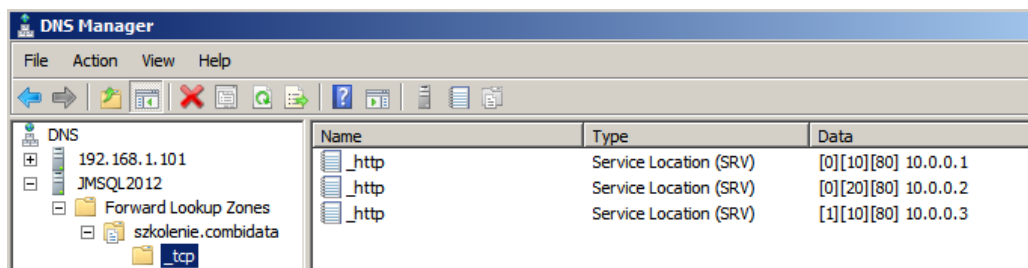 DNS Manager
File Action View Help
DNS
192.168.1.101
JMSQL2012
Forward Lookup Zones
szkolenie.combidata
_tcp
Name Type Data
_http Service Location (SRV) [0][10][80] 10.0.0.1
_http Service Location (SRV) [0][20][80] 10.0.0.2
_http Service Location (SRV) [1][10][80] 10.0.0.3